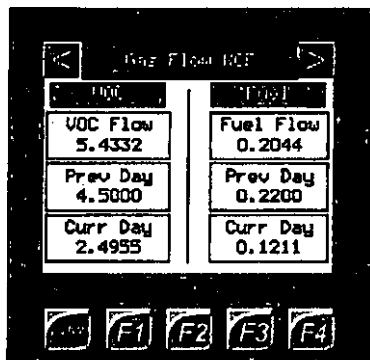 < Gas Flow MCF >
VOC Fuel
VOC Flow Fuel Flow
5.4332 0.2044
Prev Day Prev Day
4.5000 0.2200
Curr Day Curr Day
2.4955 0.1211
F1 F2 F3 F4